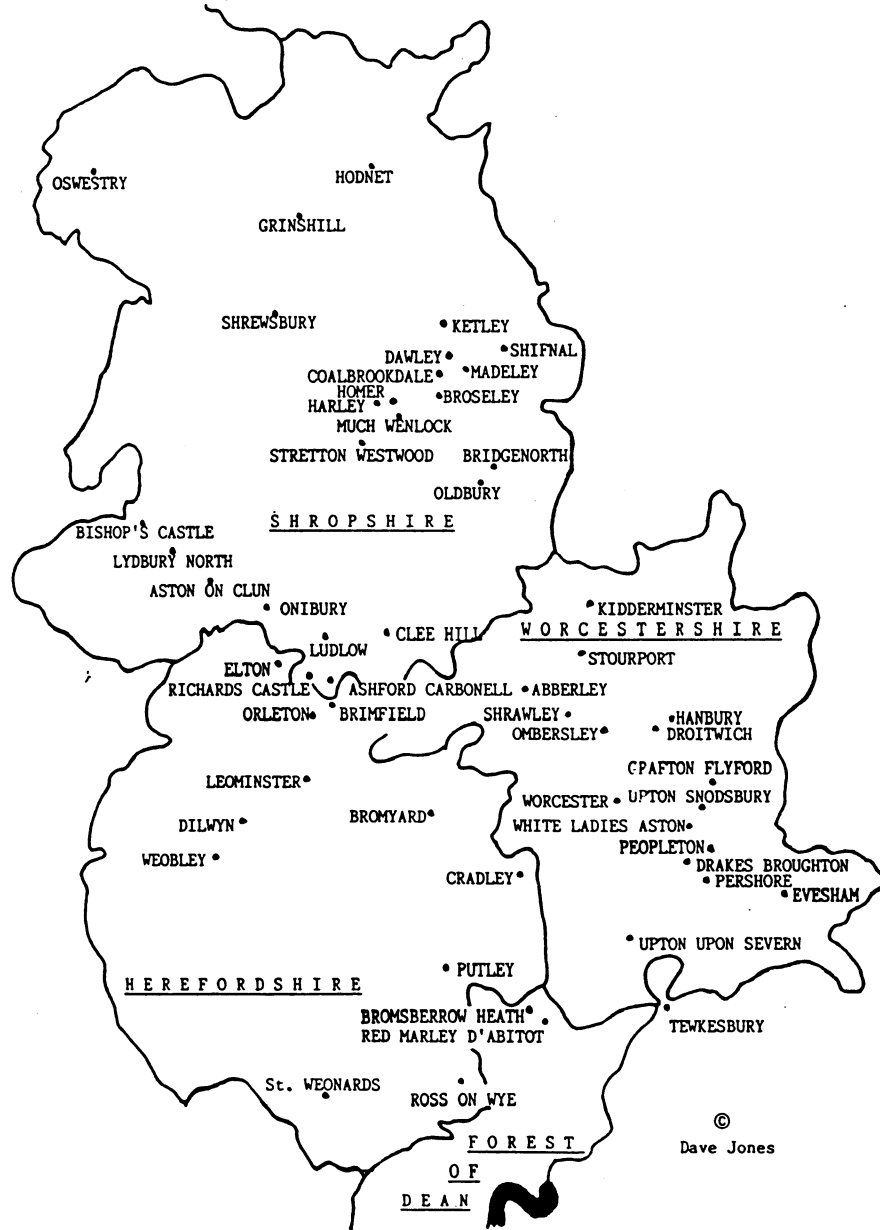 OSWESTRY
HODNET
GRINSHILL
SHREWSBURY
KETLEY
SHIFNAL
DAWLEY
MADELEY
COALBROOKDALE
HOMER
BROSELEY
HARLEY
MUCH WENLOCK
STRETTON WESTWOOD
BRIDGENORTH
OLDBURY
SHROPSHIRE
BISHOP'S CASTLE
LYDBURY NORTH
ASTON ON CLUN
ONIBURY
KIDDERMINSTER
CLEE HILL
WORCESTERSHIRE
LUDLOW
STOURPORT
ELTON
RICHARDS CASTLE
ASHFORD CARBONELL
ABBERLEY
ORLETON
BRIMFIELD
SHRAWLEY
HANBURY
OMBERSLEY
DROITWICH
GRAFTON FLYFORD
LEOMINSTER
WORCESTER
UPTON SNODSBURY
BROMYARD
DILWYN
WHITE LADIES ASTON
PEOPLETON
WEOBLEY
DRAKES BROUGHTON
CRADLEY
PERSHORE
EVESHAM
UPTON UPON SEVERN
PUTLEY
HEREFORDSHIRE
BROMSBERROW HEATH
TEWKESBURY
RED MARLEY D'ABITOT
St. WEONARDS
ROSS ON WYE
©
Dave Jones
FOREST
OF
DEAN